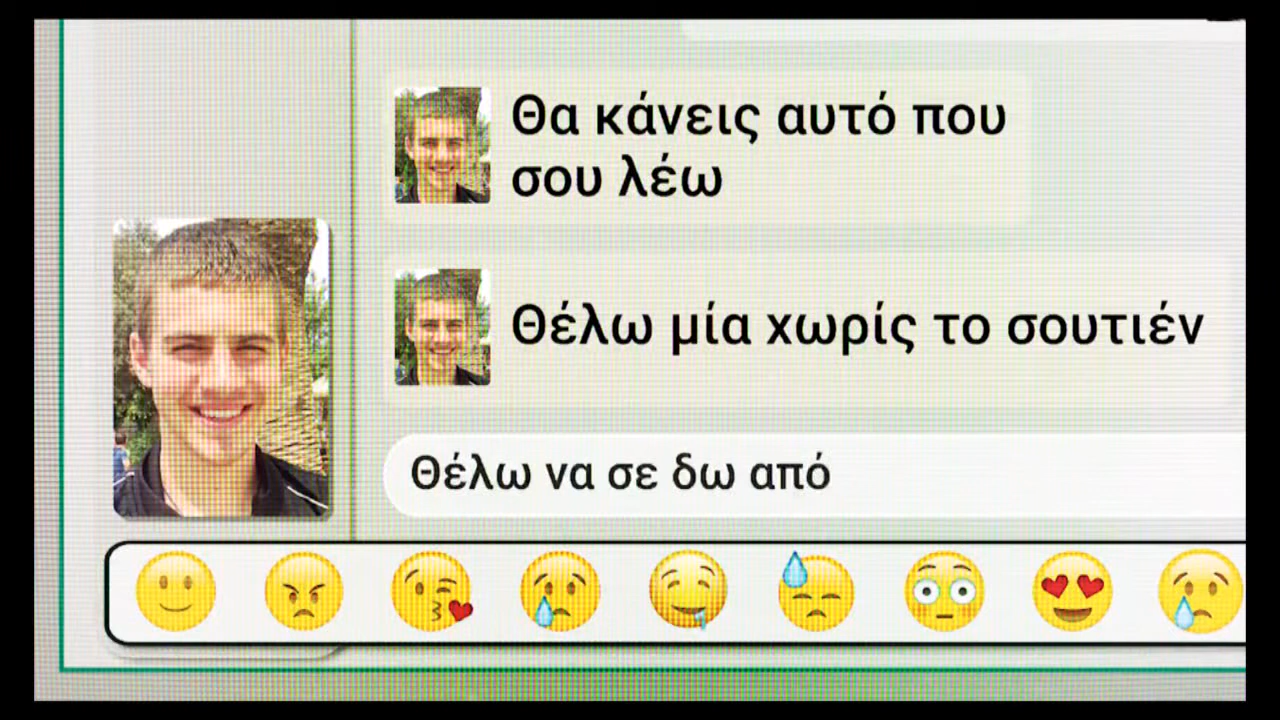 Θα κάνεις αυτό που
σου λέω
Θέλω μία χωρίς το σουτιέν
Θέλω να σε δω από